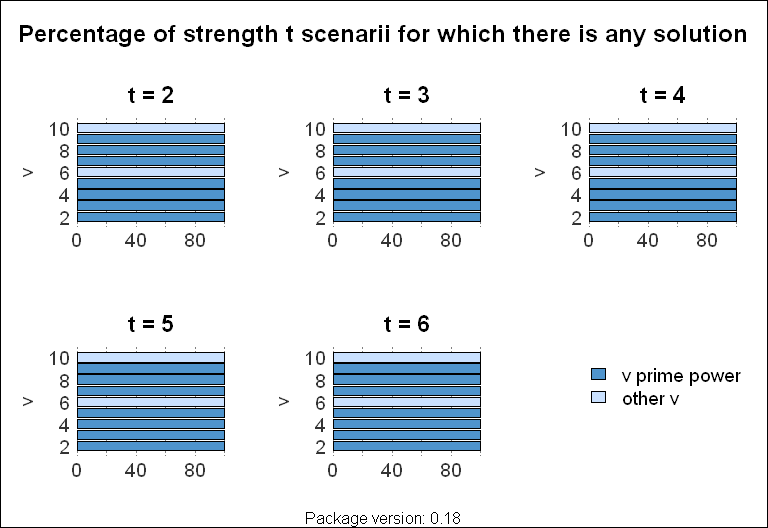 Percentage of strength t scenarii for which there is any solution
t = 2
t = 3
t = 4
10
8
6
4
2
v
0 40 80
10
8
6
4
2
v
0 40 80
10
8
6
4
2
v
0 40 80
t = 5
t = 6
10
8
6
4
2
v
0 40 80
10
8
6
4
2
v
0 40 80
v prime power
other v
Package version: 0.18